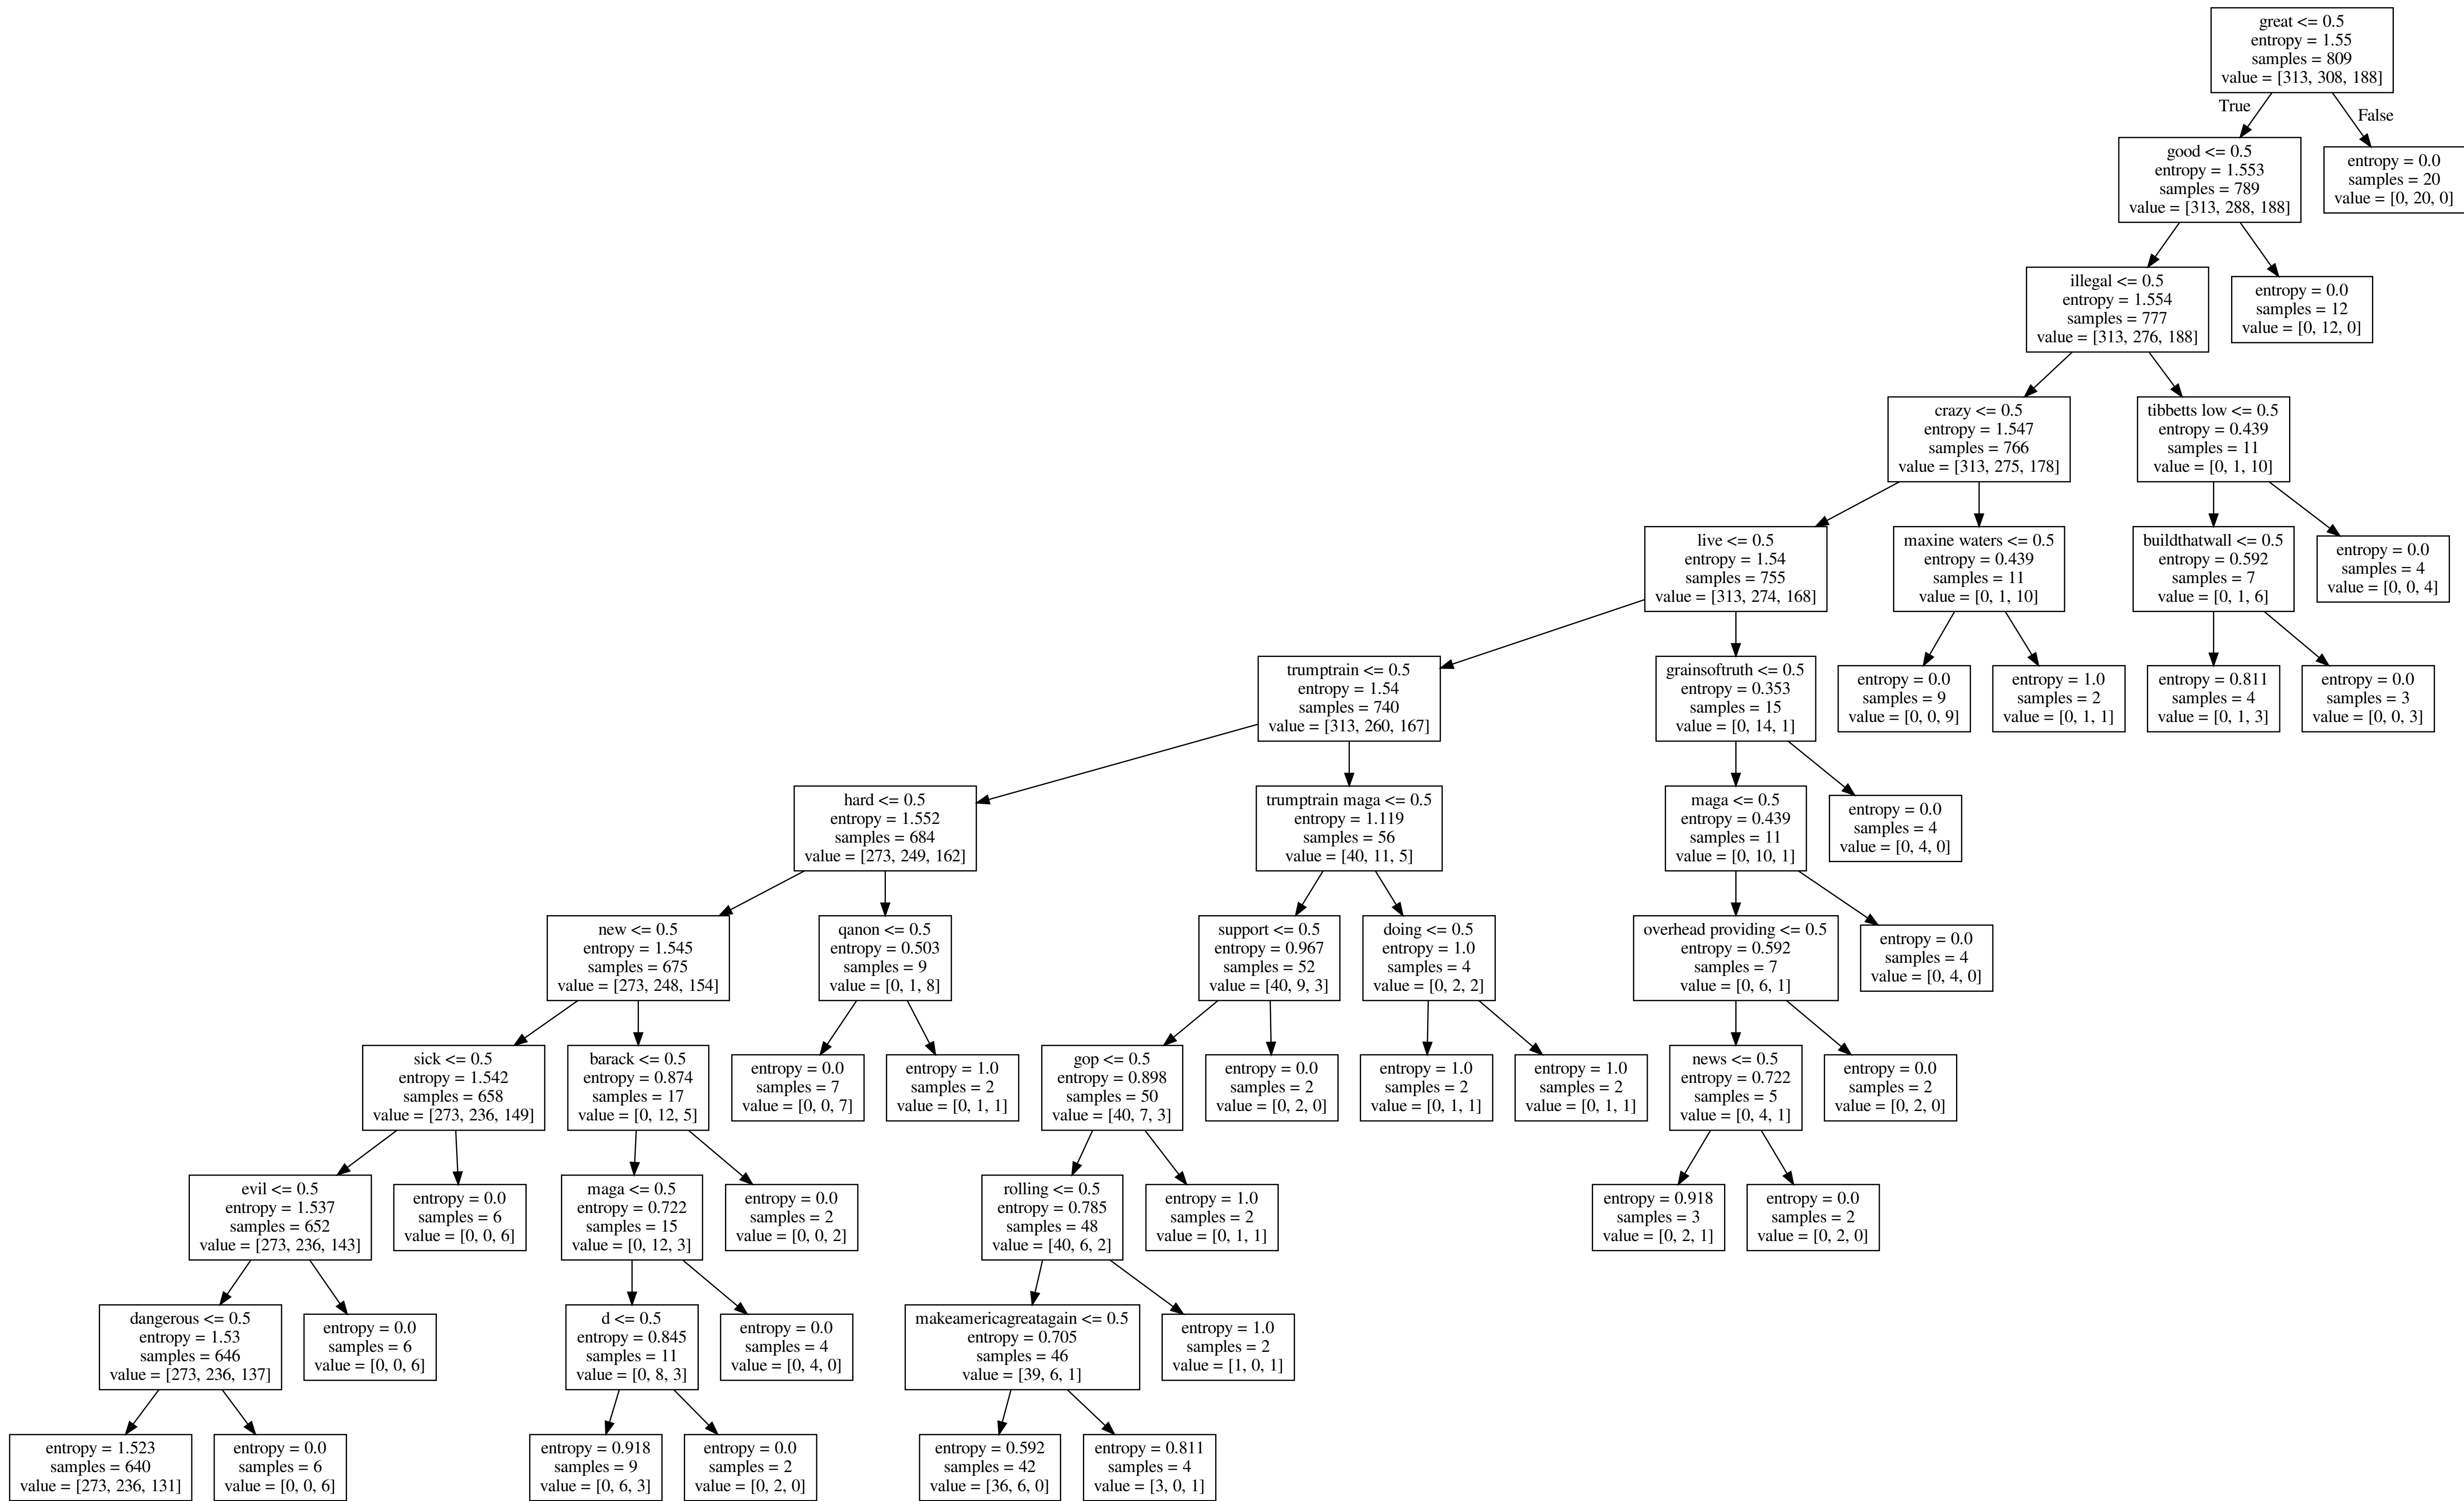 great <= 0.5
entropy = 1.55
samples = 809
value = [313, 308, 188]
True
False
good <= 0.5
entropy = 1.553
samples = 789
value = [313, 288, 188]
entropy = 0.0
samples = 20
value = [0, 20, 0]
illegal <= 0.5
entropy = 1.554
samples = 777
value = [313, 276, 188]
entropy = 0.0
samples = 12
value = [0, 12, 0]
crazy <= 0.5
entropy = 1.547
samples = 766
value = [313, 275, 178]
tibbetts low <= 0.5
entropy = 0.439
samples = 11
value = [0, 1, 10]
live <= 0.5
entropy = 1.54
samples = 755
value = [313, 274, 168]
maxine waters <= 0.5
entropy = 0.439
samples = 11
value = [0, 1, 10]
buildthatwall <= 0.5
entropy = 0.592
samples = 7
value = [0, 1, 6]
entropy = 0.0
samples = 4
value = [0, 0, 4]
trumptrain <= 0.5
entropy = 1.54
samples = 740
value = [313, 260, 167]
grainsoftruth <= 0.5
entropy = 0.353
samples = 15
value = [0, 14, 1]
entropy = 0.0
samples = 9
value = [0, 0, 9]
entropy = 1.0
samples = 2
value = [0, 1, 1]
entropy = 0.811
samples = 4
value = [0, 1, 3]
entropy = 0.0
samples = 3
value = [0, 0, 3]
hard <= 0.5
entropy = 1.552
samples = 684
value = [273, 249, 162]
trumptrain maga <= 0.5
entropy = 1.119
samples = 56
value = [40, 11, 5]
maga <= 0.5
entropy = 0.439
samples = 11
value = [0, 10, 1]
entropy = 0.0
samples = 4
value = [0, 4, 0]
new <= 0.5
entropy = 1.545
samples = 675
value = [273, 248, 154]
qanon <= 0.5
entropy = 0.503
samples = 9
value = [0, 1, 8]
support <= 0.5
entropy = 0.967
samples = 52
value = [40, 9, 3]
doing <= 0.5
entropy = 1.0
samples = 4
value = [0, 2, 2]
overhead providing <= 0.5
entropy = 0.592
samples = 7
value = [0, 6, 1]
entropy = 0.0
samples = 4
value = [0, 4, 0]
sick <= 0.5
entropy = 1.542
samples = 658
value = [273, 236, 149]
barack <= 0.5
entropy = 0.874
samples = 17
value = [0, 12, 5]
entropy = 0.0
samples = 7
value = [0, 0, 7]
entropy = 1.0
samples = 2
value = [0, 1, 1]
gop <= 0.5
entropy = 0.898
samples = 50
value = [40, 7, 3]
entropy = 0.0
samples = 2
value = [0, 2, 0]
entropy = 1.0
samples = 2
value = [0, 1, 1]
entropy = 1.0
samples = 2
value = [0, 1, 1]
news <= 0.5
entropy = 0.722
samples = 5
value = [0, 4, 1]
entropy = 0.0
samples = 2
value = [0, 2, 0]
evil <= 0.5
entropy = 1.537
samples = 652
value = [273, 236, 143]
entropy = 0.0
samples = 6
value = [0, 0, 6]
maga <= 0.5
entropy = 0.722
samples = 15
value = [0, 12, 3]
entropy = 0.0
samples = 2
value = [0, 0, 2]
rolling <= 0.5
entropy = 0.785
samples = 48
value = [40, 6, 2]
entropy = 1.0
samples = 2
value = [0, 1, 1]
entropy = 0.918
samples = 3
value = [0, 2, 1]
entropy = 0.0
samples = 2
value = [0, 2, 0]
dangerous <= 0.5
entropy = 1.53
samples = 646
value = [273, 236, 137]
entropy = 0.0
samples = 6
value = [0, 0, 6]
d <= 0.5
entropy = 0.845
samples = 11
value = [0, 8, 3]
entropy = 0.0
samples = 4
value = [0, 4, 0]
makeamericagreatagain <= 0.5
entropy = 0.705
samples = 46
value = [39, 6, 1]
entropy = 1.0
samples = 2
value = [1, 0, 1]
entropy = 1.523
samples = 640
value = [273, 236, 131]
entropy = 0.0
samples = 6
value = [0, 0, 6]
entropy = 0.918
samples = 9
value = [0, 6, 3]
entropy = 0.0
samples = 2
value = [0, 2, 0]
entropy = 0.592
samples = 42
value = [36, 6, 0]
entropy = 0.811
samples = 4
value = [3, 0, 1]